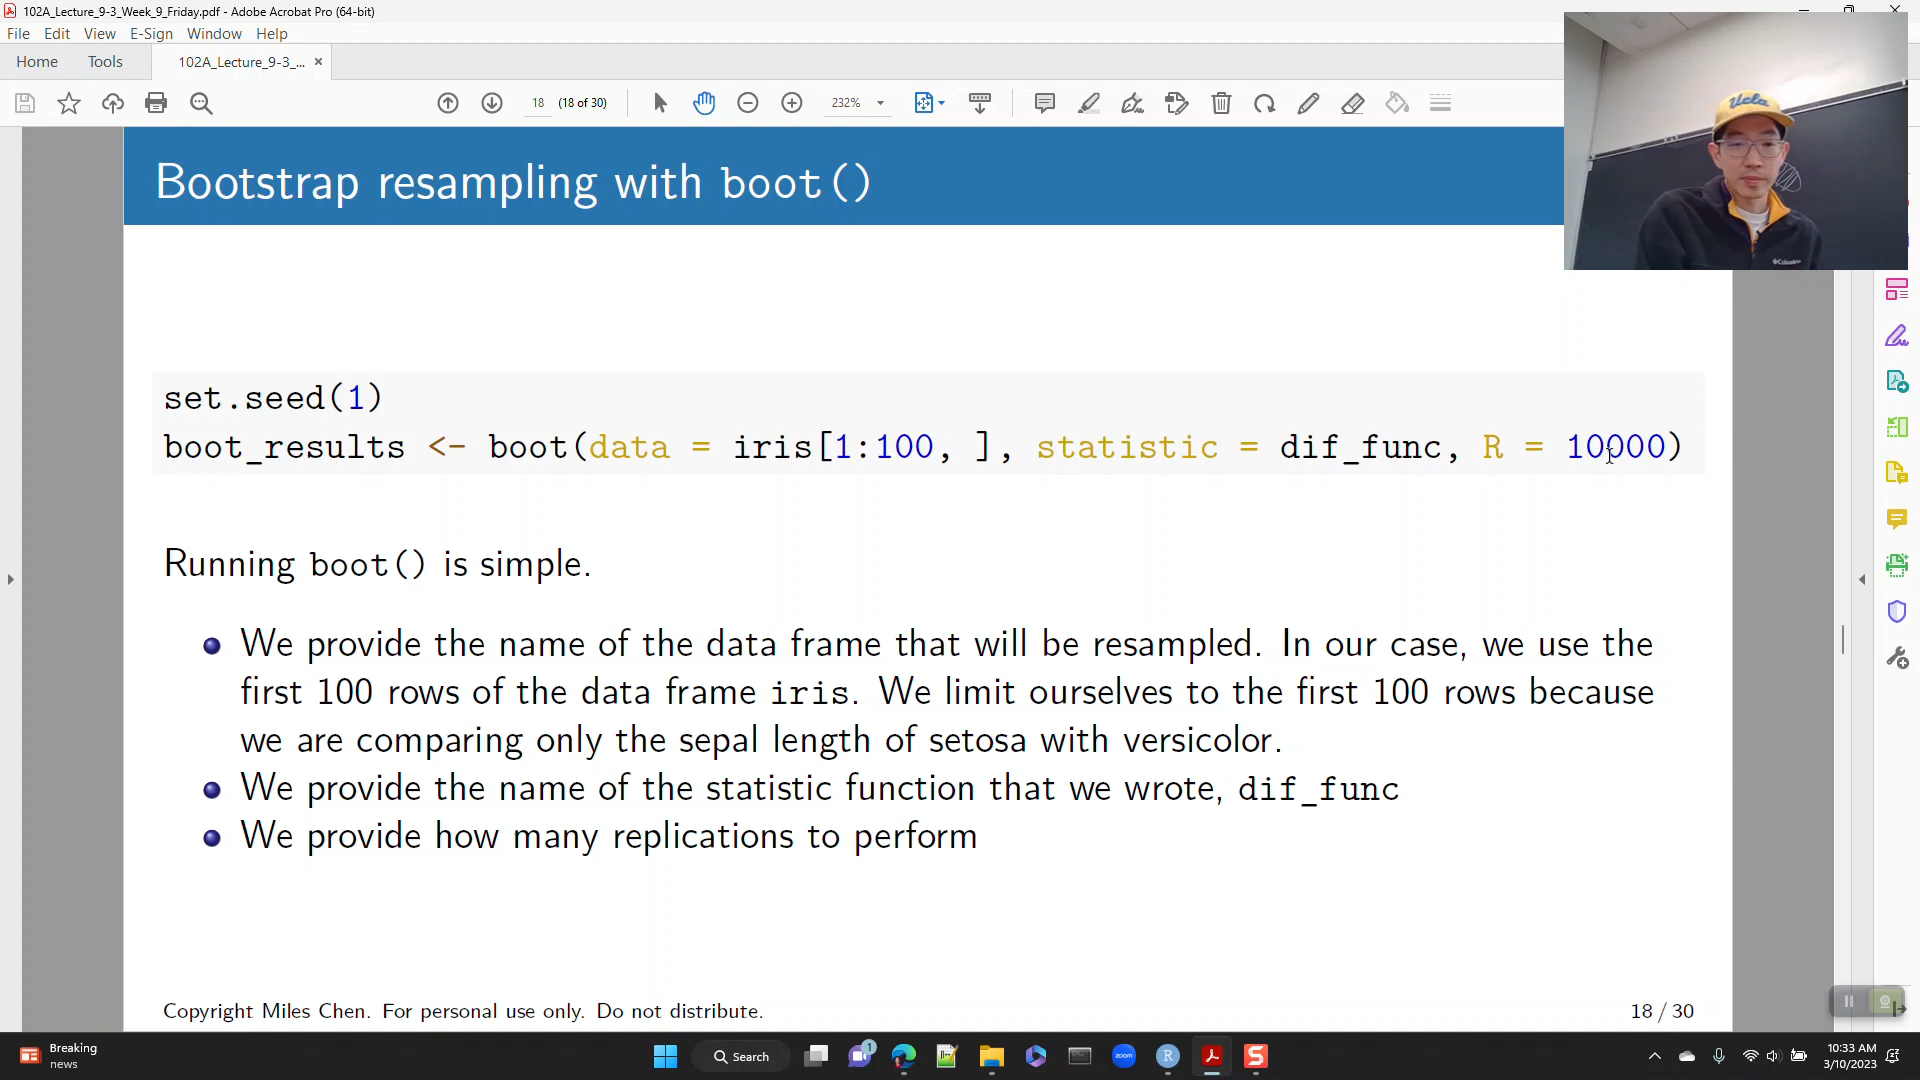 102A_Lecture_9-3_Week_9_Friday.pdf - Adobe Acrobat Pro (64-bit)
File Edit View E-Sign Window Help
Home Tools 102A_Lecture_9-3_... ×
18 (18 of 30) 232%
Ucla
Columbia
Bootstrap resampling with boot()
set.seed(1)
boot_results <- boot(data = iris[1:100, ], statistic = dif_func, R = 10000)
Running boot() is simple.
We provide the name of the data frame that will be resampled. In our case, we use the
first 100 rows of the data frame iris. We limit ourselves to the first 100 rows because
we are comparing only the sepal length of setosa with versicolor.
We provide the name of the statistic function that we wrote, dif_func
We provide how many replications to perform
Copyright Miles Chen. For personal use only. Do not distribute.
18 / 30
Breaking
news
Search
1
zoom
R
S
10:33 AM
3/10/2023